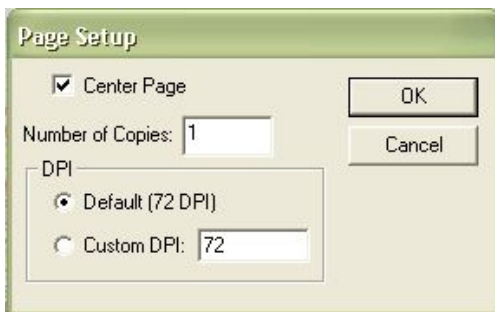 Page Setup
Center Page
OK
Number of Copies: 1
Cancel
DPI
Default (72 DPI)
Custom DPI: 72